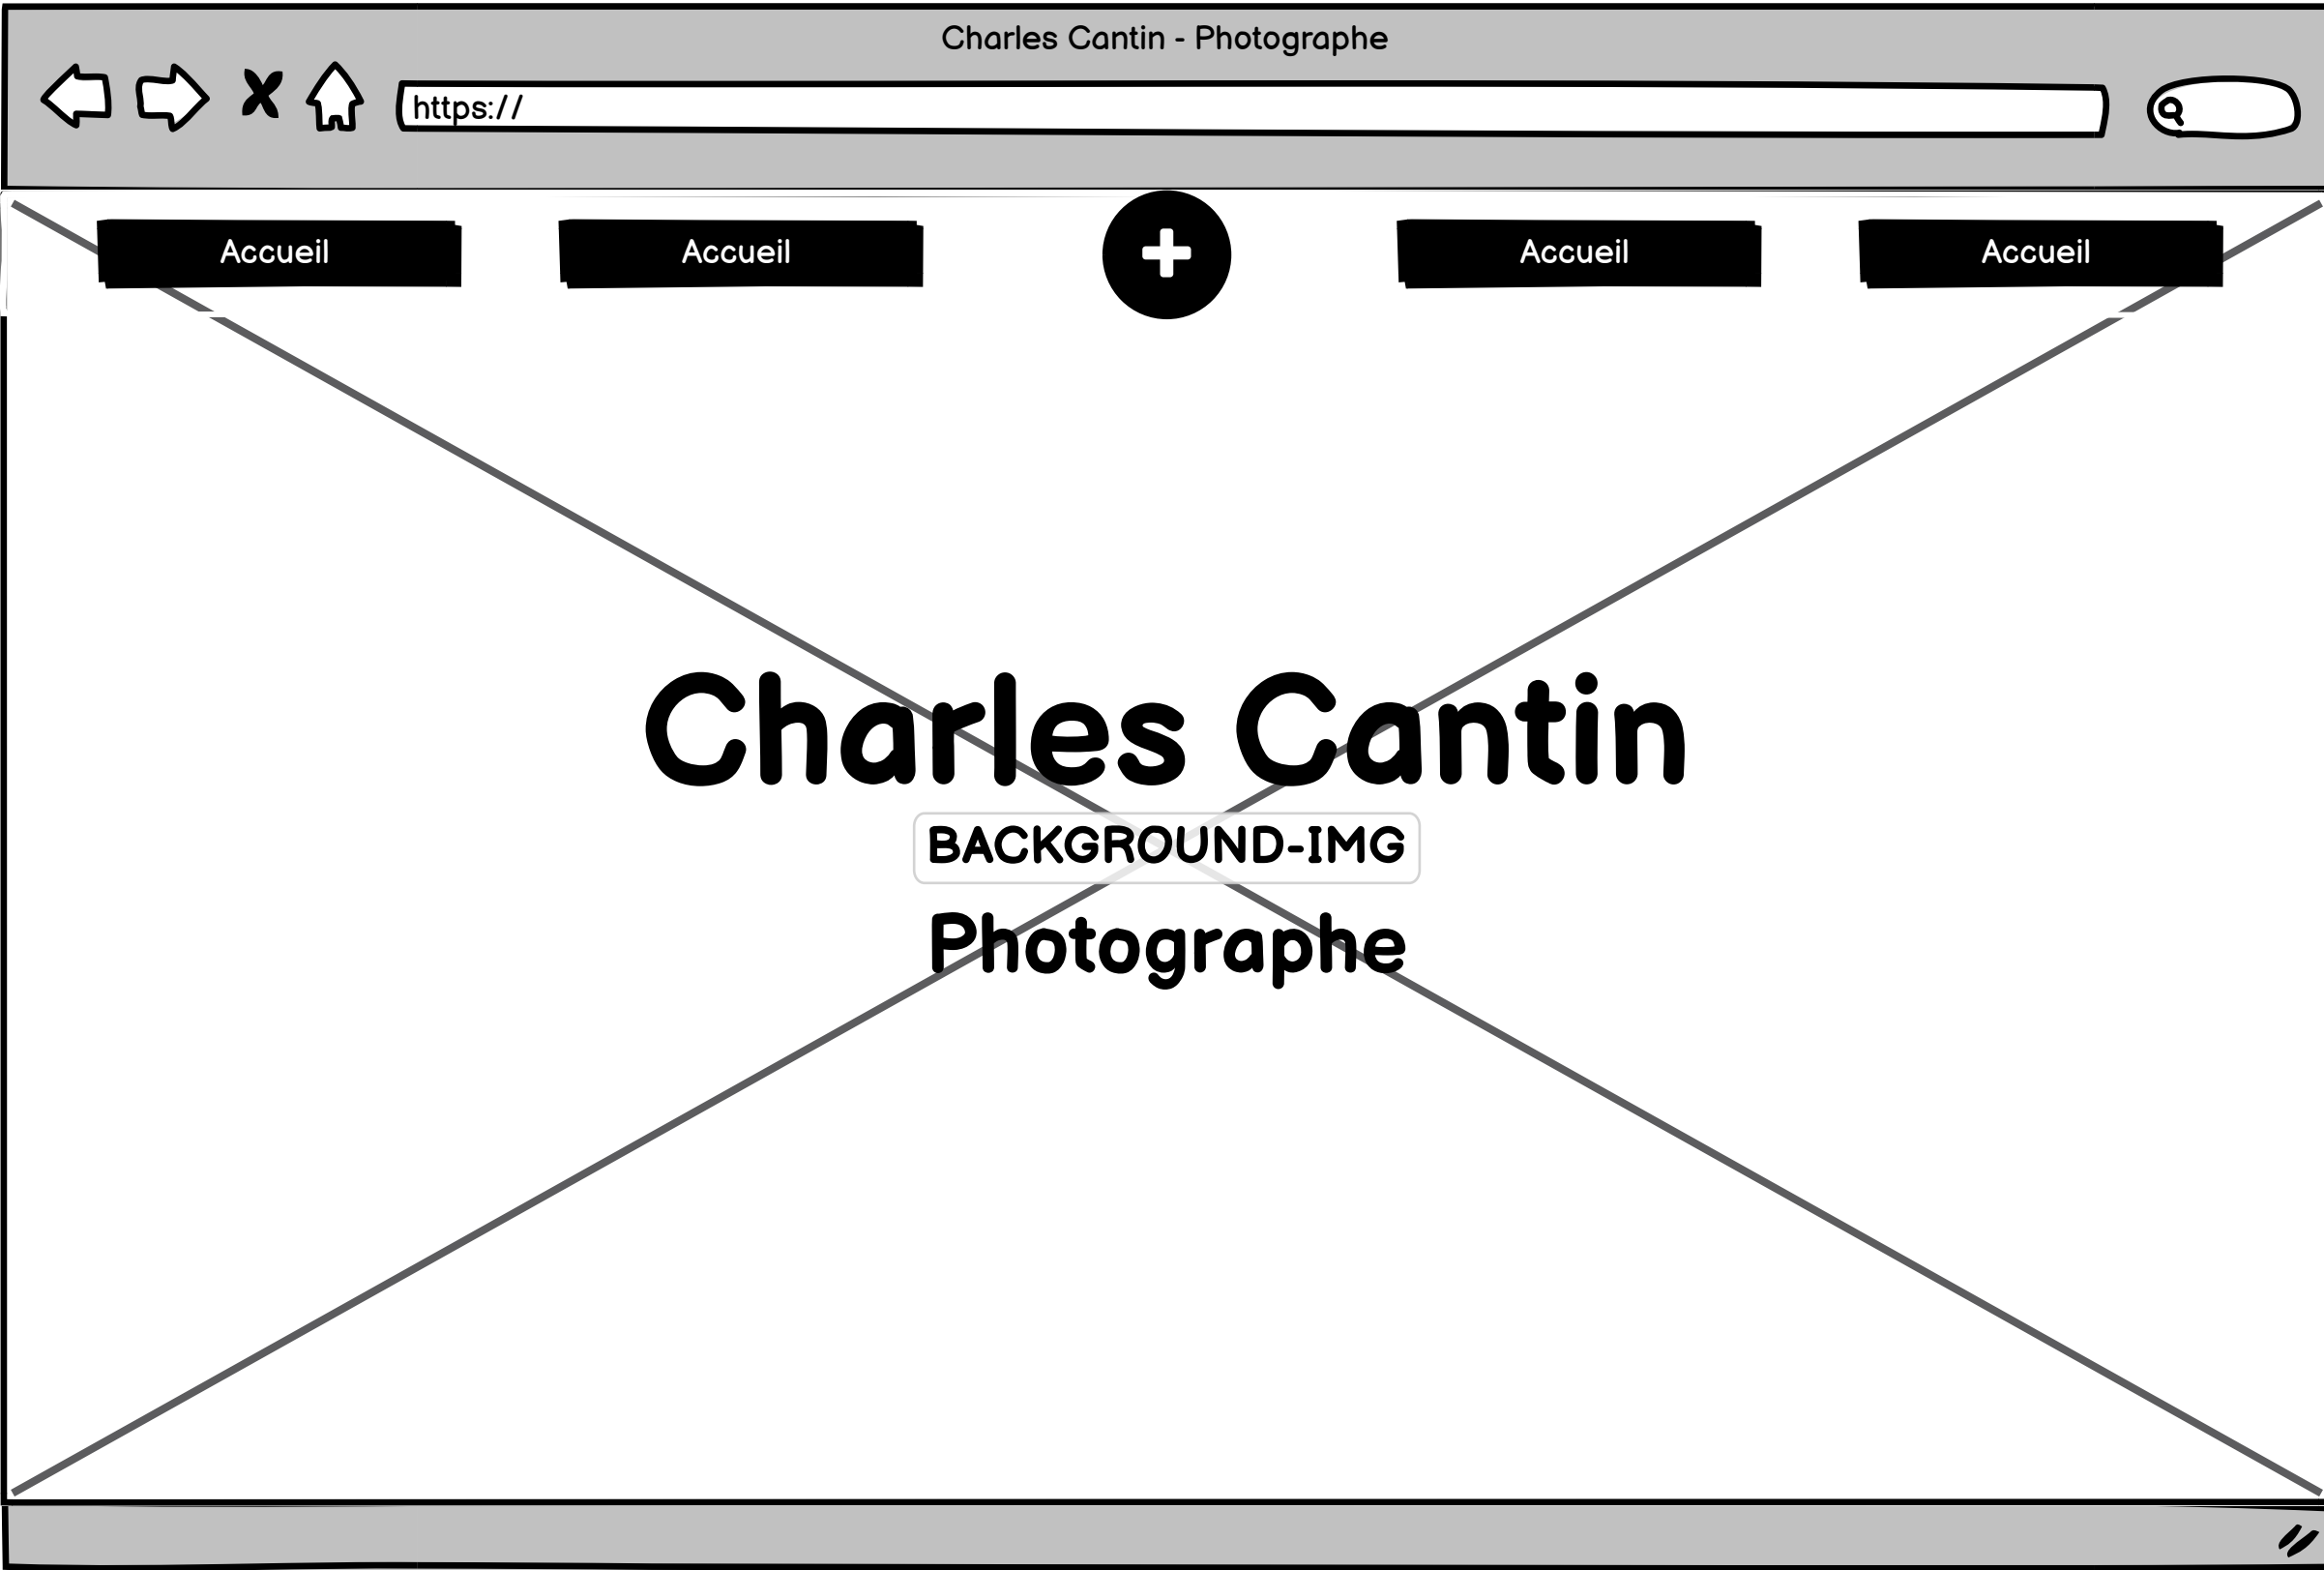 Charles Cantin - Photographe
https://
Accueil Accueil Accueil Accueil
Charles Cantin
BACKGROUND-IMG
Photographe